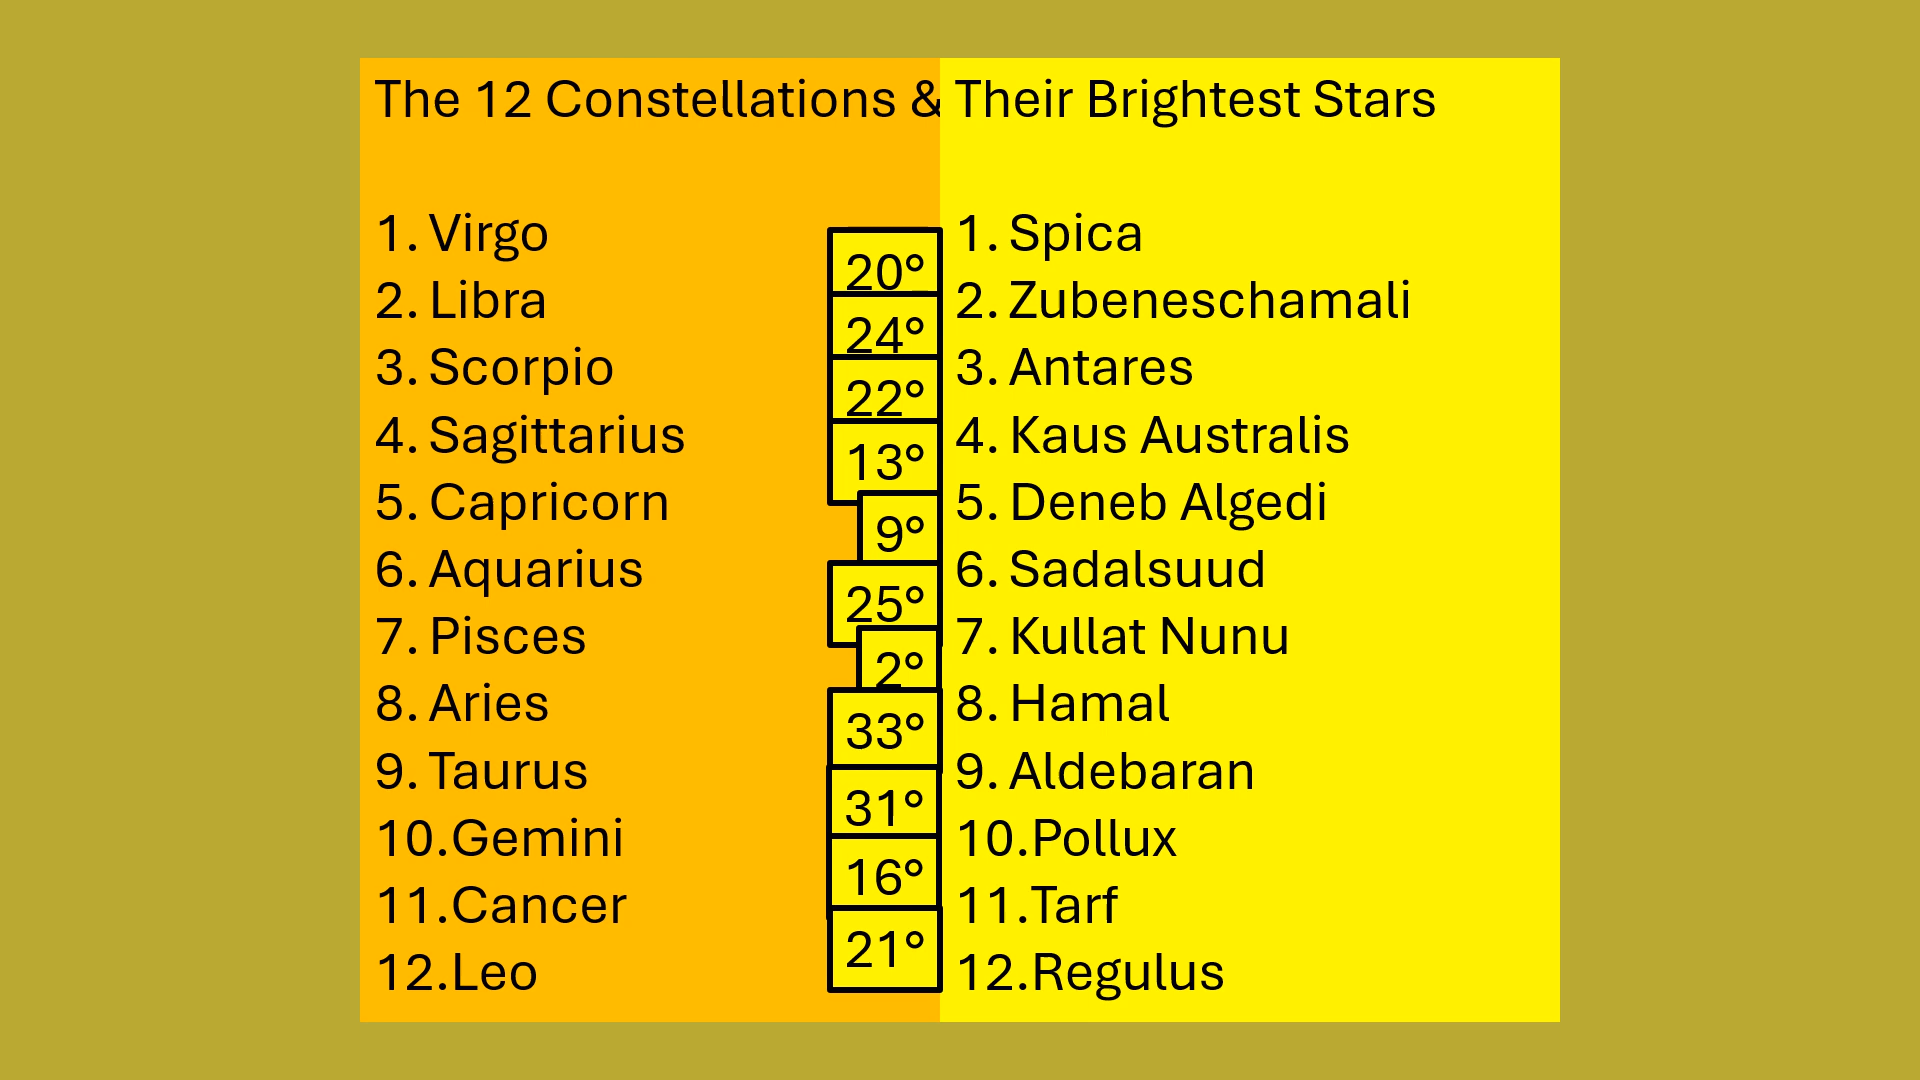 The 12 Constellations & Their Brightest Stars
1. Virgo
2. Libra
3. Scorpio
4. Sagittarius
5. Capricorn
6. Aquarius
7. Pisces
8. Aries
9. Taurus
10.Gemini
11.Cancer
12.Leo
20°
24°
22°
13°
9°
25°
2°
33°
31°
16°
21°
1. Spica
2. Zubeneschamali
3. Antares
4. Kaus Australis
5. Deneb Algedi
6. Sadalsuud
7. Kullat Nunu
8. Hamal
9. Aldebaran
10.Pollux
11.Tarf
12.Regulus